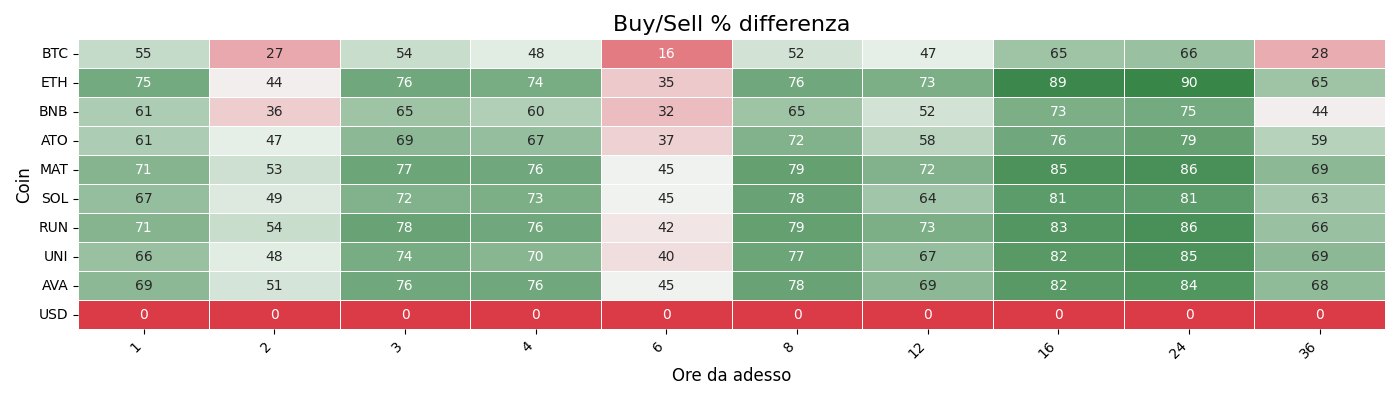 Buy/Sell % differenza
Coin
BTC 55 27 54 48 16 52 47 65 66 28
ETH 75 44 76 74 35 76 73 89 90 65
BNB 61 36 65 60 32 65 52 73 75 44
ATO 61 47 69 67 37 72 58 76 79 59
MAT 71 53 77 76 45 79 72 85 86 69
SOL 67 49 72 73 45 78 64 81 81 63
RUN 71 54 78 76 42 79 73 83 86 66
UNI 66 48 74 70 40 77 67 82 85 69
AVA 69 51 76 76 45 78 69 82 84 68
USD 0 0 0 0 0 0 0 0 0 0
1 2 3 4 6 8 12 16 24 36
Ore da adesso